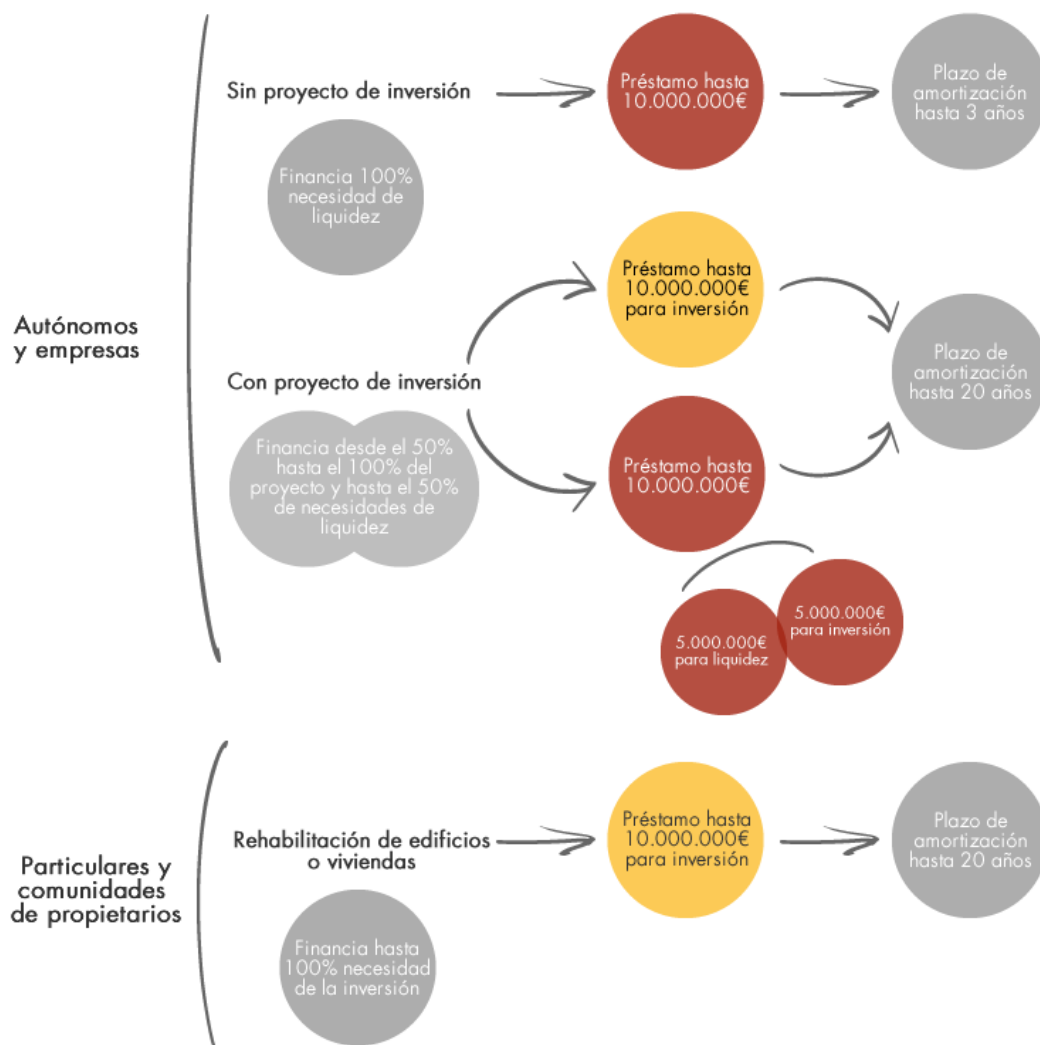 Sin proyecto de inversión
Financia 100%
necesidad de
liquidez
Préstamo hasta
10.000.000€
Plazo de
amortización
hasta 3 años
Autónomos
y empresas
Con proyecto de inversión
Financia desde el 50%
hasta el 100% del
proyecto y hasta el 50%
de necesidades de
liquidez
Préstamo hasta
10.000.000€
para inversión
Préstamo hasta
10.000.000€
5.000.000€
para liquidez
5.000.000€
para inversión
Plazo de
amortización
hasta 20 años
Particulares y
comunidades
de propietarios
Rehabilitación de edificios
o viviendas
Financia hasta
100% necesidad
de la inversión
Préstamo hasta
10.000.000€
para inversión
Plazo de
amortización
hasta 20 años